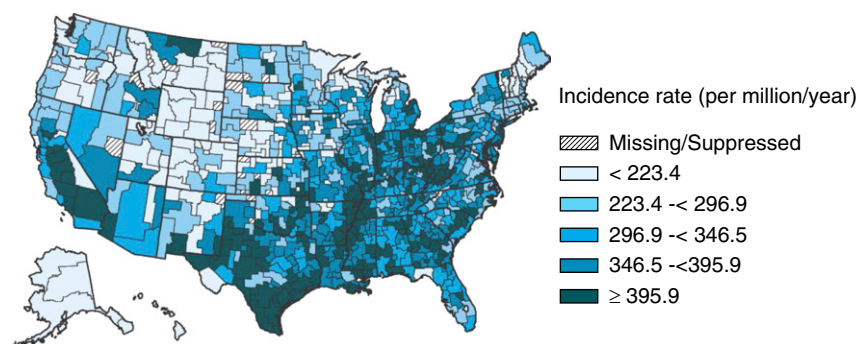 Incidence rate (per million/year)
Missing/Suppressed
< 223.4
223.4 -< 296.9
296.9 -< 346.5
346.5 -<395.9
≥ 395.9